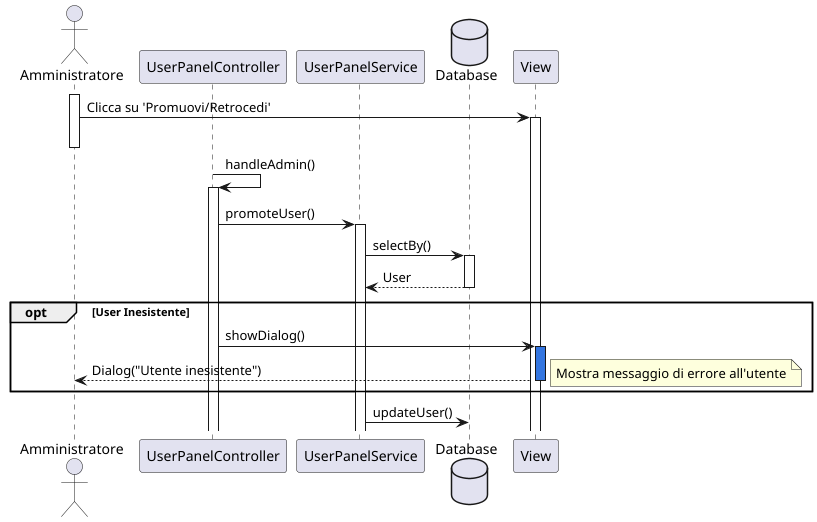 Amministratore
UserPanelController
UserPanelService
Database
View
Clicca su 'Promuovi/Retrocedi'
handleAdmin()
promoteUser()
selectBy()
User
opt
[User Inesistente]
showDialog()
Dialog("Utente inesistente")
Mostra messaggio di errore all'utente
updateUser()
Amministratore
UserPanelController
UserPanelService
Database
View